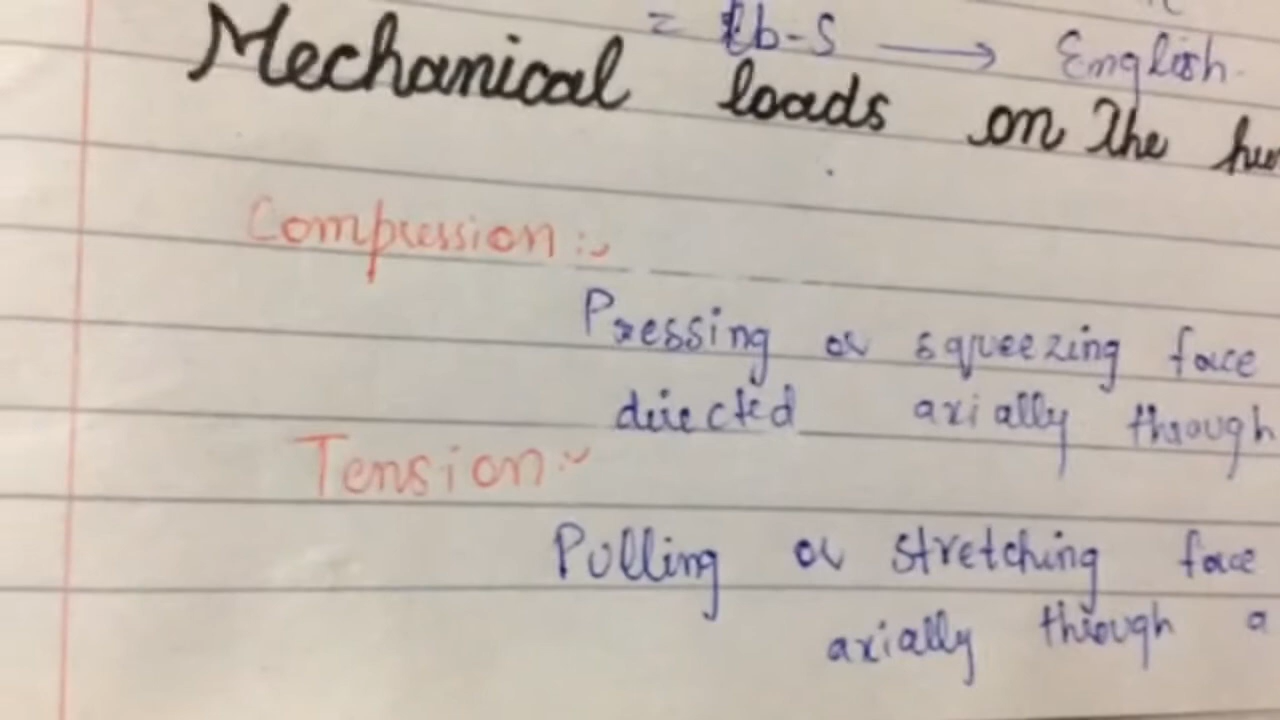 = lb-S → English.
Mechanical loads on the hu
Compression:-
Pressing or squeezing force
directed axially through
Tension:-
Pulling or stretching force
axially through a